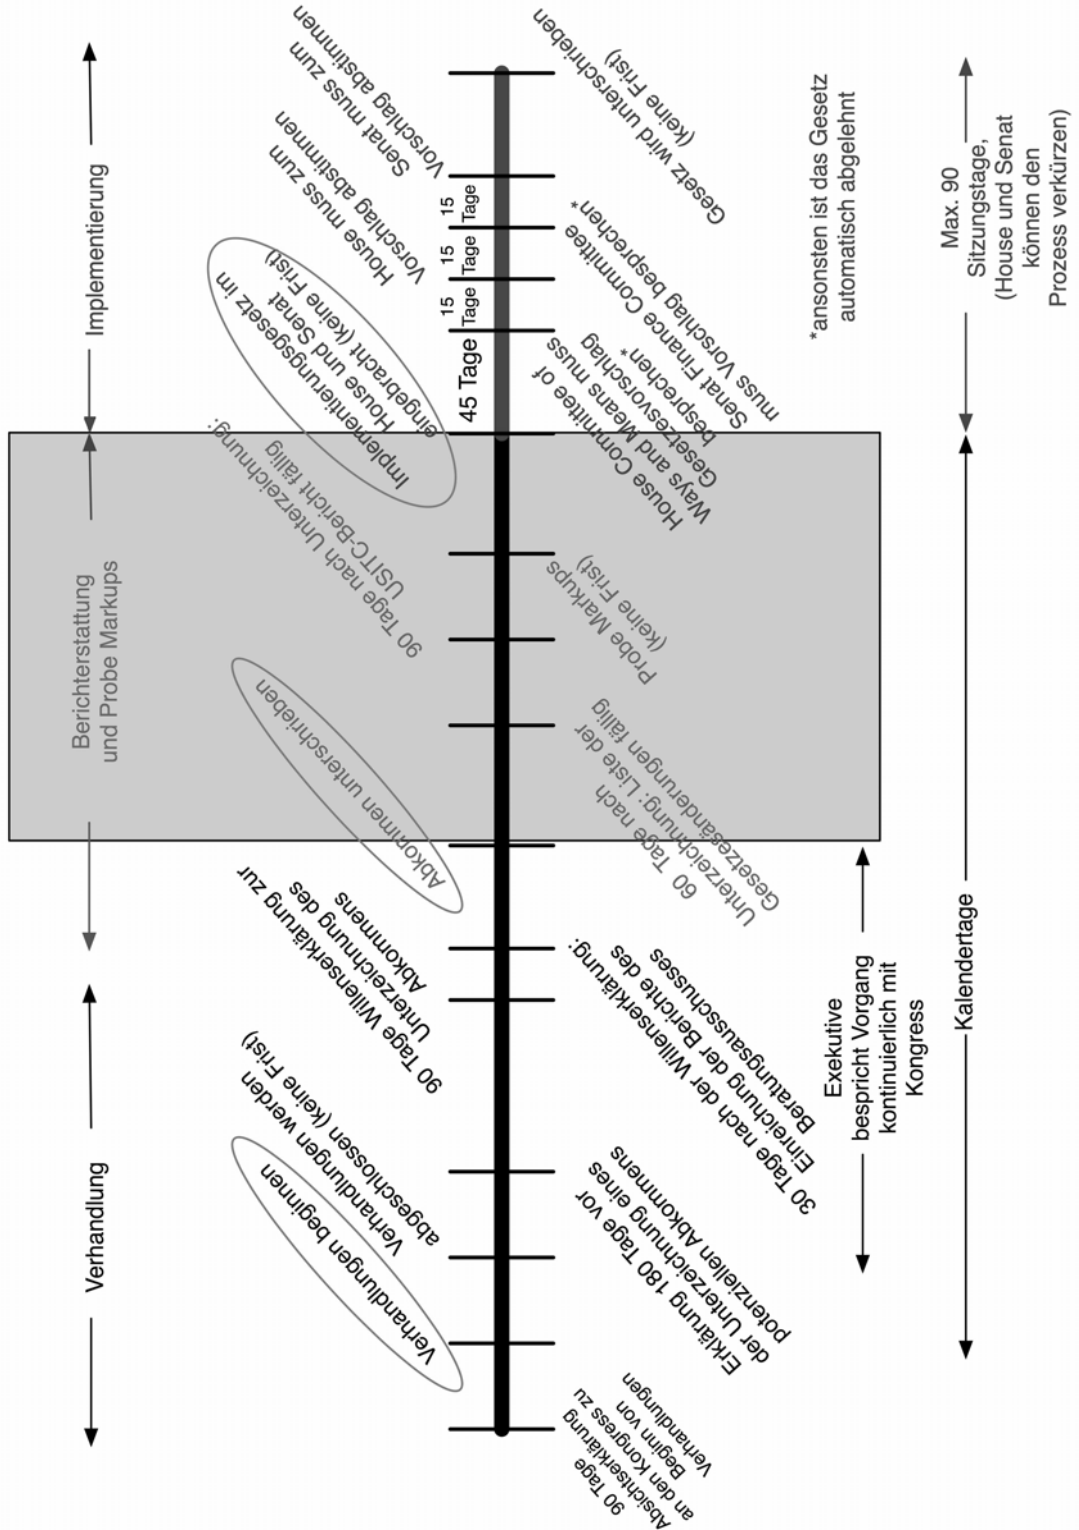 Verhandlung
Berichterstattung
und Probe Markups
Implementierung
Verhandlungen beginnen
Verhandlungen werden
abgeschlossen (keine Frist)
90 Tage Willenserklärung zur
Unterzeichnung des
Abkommens
Abkommen unterschrieben
90 Tage nach Unterzeichnung:
USITC-Bericht fällig
Implementierungsgesetz im
House und Senat
eingebracht (keine Frist)
House muss zum
Vorschlag abstimmen
Senat muss zum
Vorschlag abstimmen
45 Tage
15
Tage
15
Tage
15
Tage
90 Tage
Absichtserklärung
an den Kongress zu
Beginn von
Verhandlungen
Erklärung 180 Tage vor
der Unterzeichnung eines
potenziellen Abkommens
30 Tage nach der Willenserklärung:
Einreichung der Berichte des
Beratungsausschusses
60 Tage nach
Unterzeichnung: Liste der
Gesetzesänderungen fällig
Probe Markups
(keine Frist)
House Committee of
Ways and Means muss
Gesetzesvorschlag
besprechen*
Senat Finance Committee
muss Vorschlag besprechen*
Gesetz wird unterschrieben
(keine Frist)
*ansonsten ist das Gesetz
automatisch abgelehnt
Exekutive
bespricht Vorgang
kontinuierlich mit
Kongress
Kalendertage
Max. 90
Sitzungstage,
(House und Senat
können den
Prozess verkürzen)